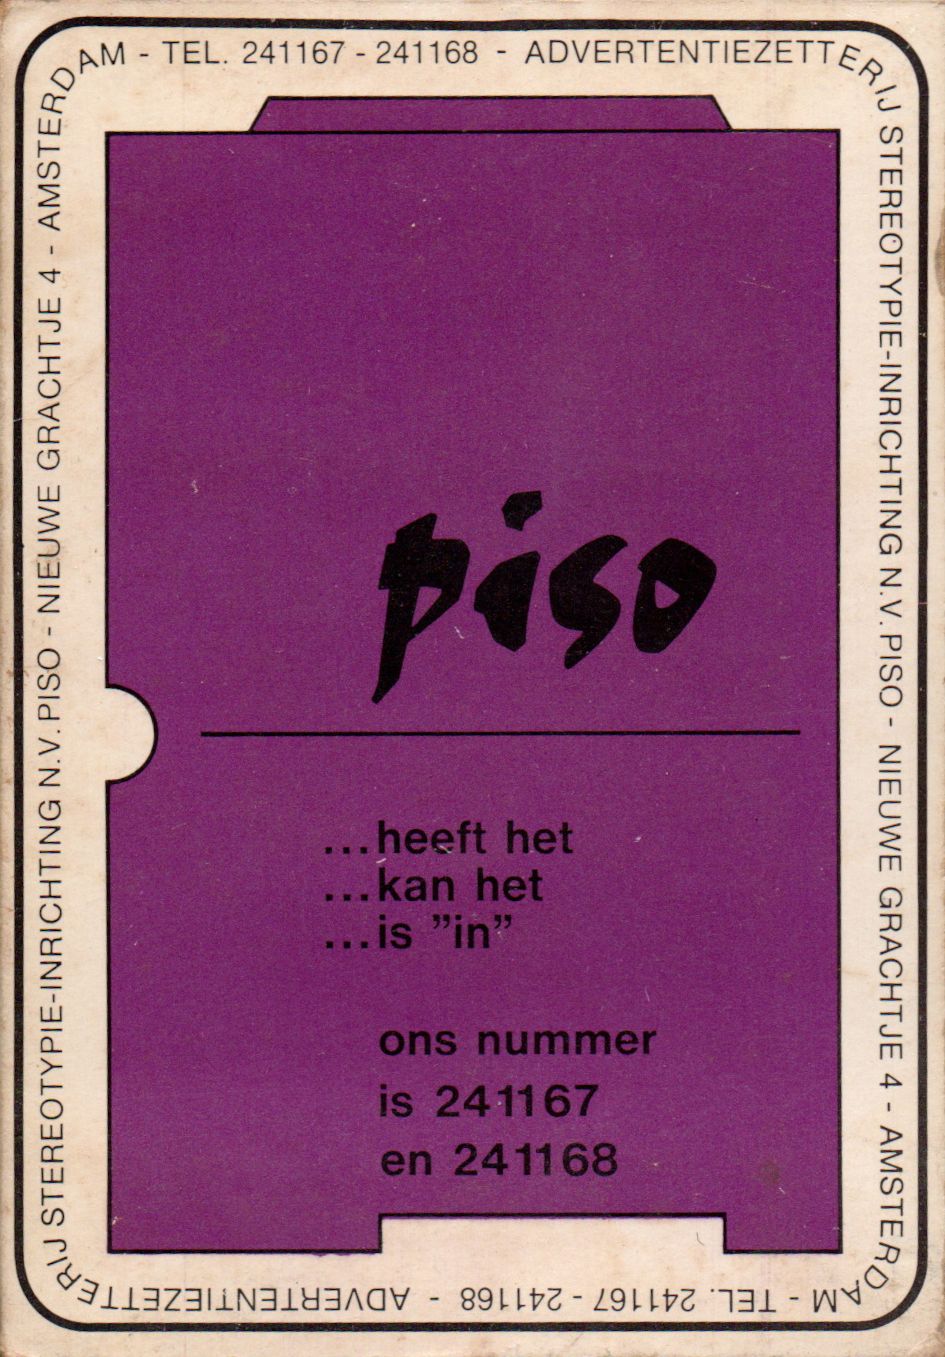 ADVERTENTIEZETTERIJ STEREOTYPIE-INRICHTING N.V. PISO - NIEUWE GRACHTJE 4 - AMSTERDAM - TEL. 241167 - 241168 -
ADVERTENTIEZETTERIJ STEREOTYPIE-INRICHTING N.V. PISO - NIEUWE GRACHTJE 4 - AMSTERDAM - TEL. 241167 - 241168 -
piso
...heeft het
...kan het
...is ”in”
ons nummer
is 241167
en 241168